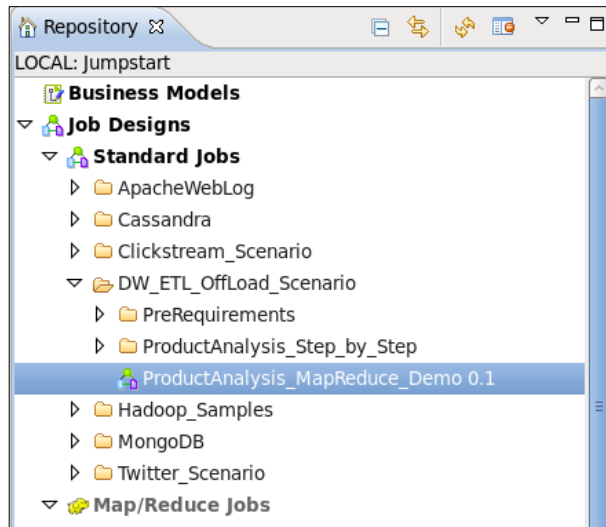 Repository
LOCAL: Jumpstart
Business Models
Job Designs
Standard Jobs
ApacheWebLog
Cassandra
Clickstream_Scenario
DW_ETL_OffLoad_Scenario
PreRequirements
ProductAnalysis_Step_by_Step
ProductAnalysis_MapReduce_Demo 0.1
Hadoop_Samples
MongoDB
Twitter_Scenario
Map/Reduce Jobs